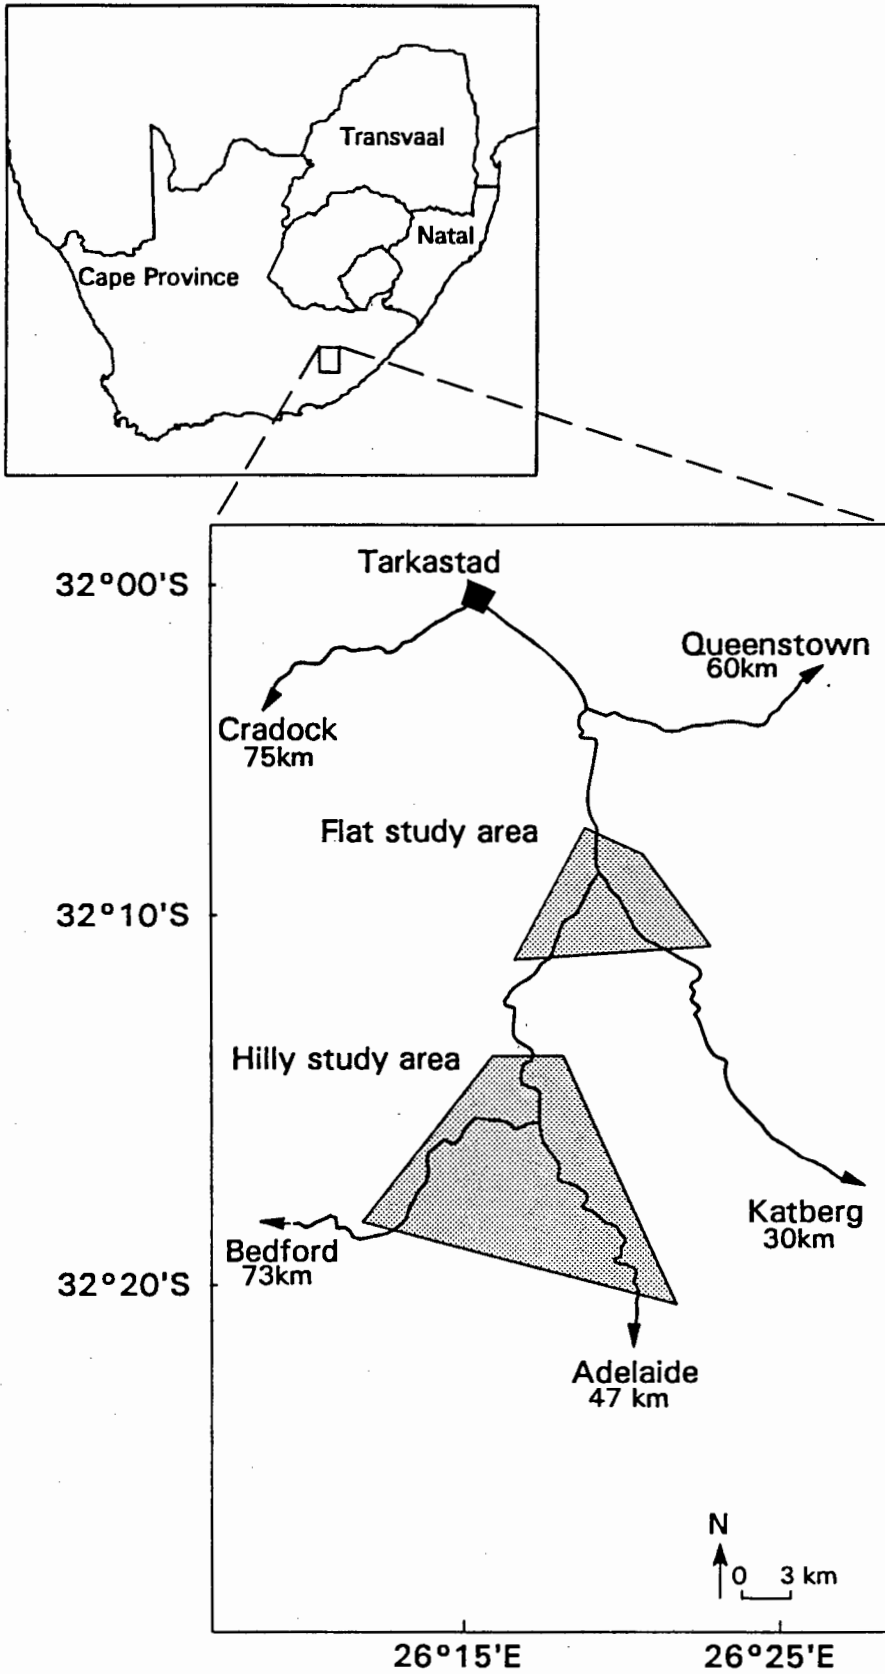 Transvaal
Natal
Cape Province
Tarkastad
32°00'S
Queenstown
60km
Cradock
75km
Flat study area
32°10'S
Hilly study area
Katberg
30km
Bedford
73km
32°20'S
Adelaide
47 km
N
0 3 km
26°15'E 26°25'E